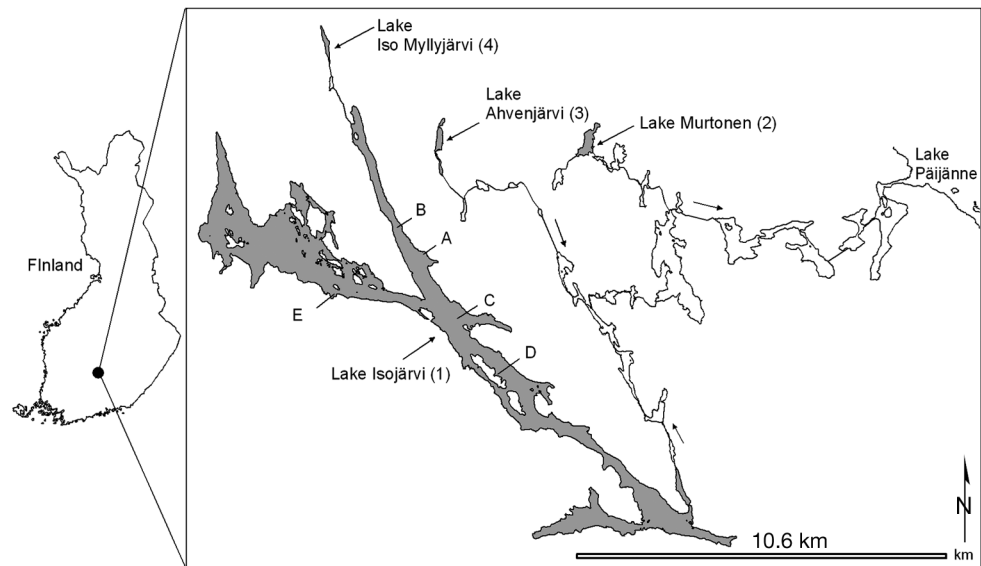 Lake
Iso Myllyjärvi (4)
Lake
Ahvenjärvi (3)
Lake Murtonen (2)
Lake
Päijänne
B
A
FInland
E
C
Lake Isojärvi (1)
D
N
10.6 km
km